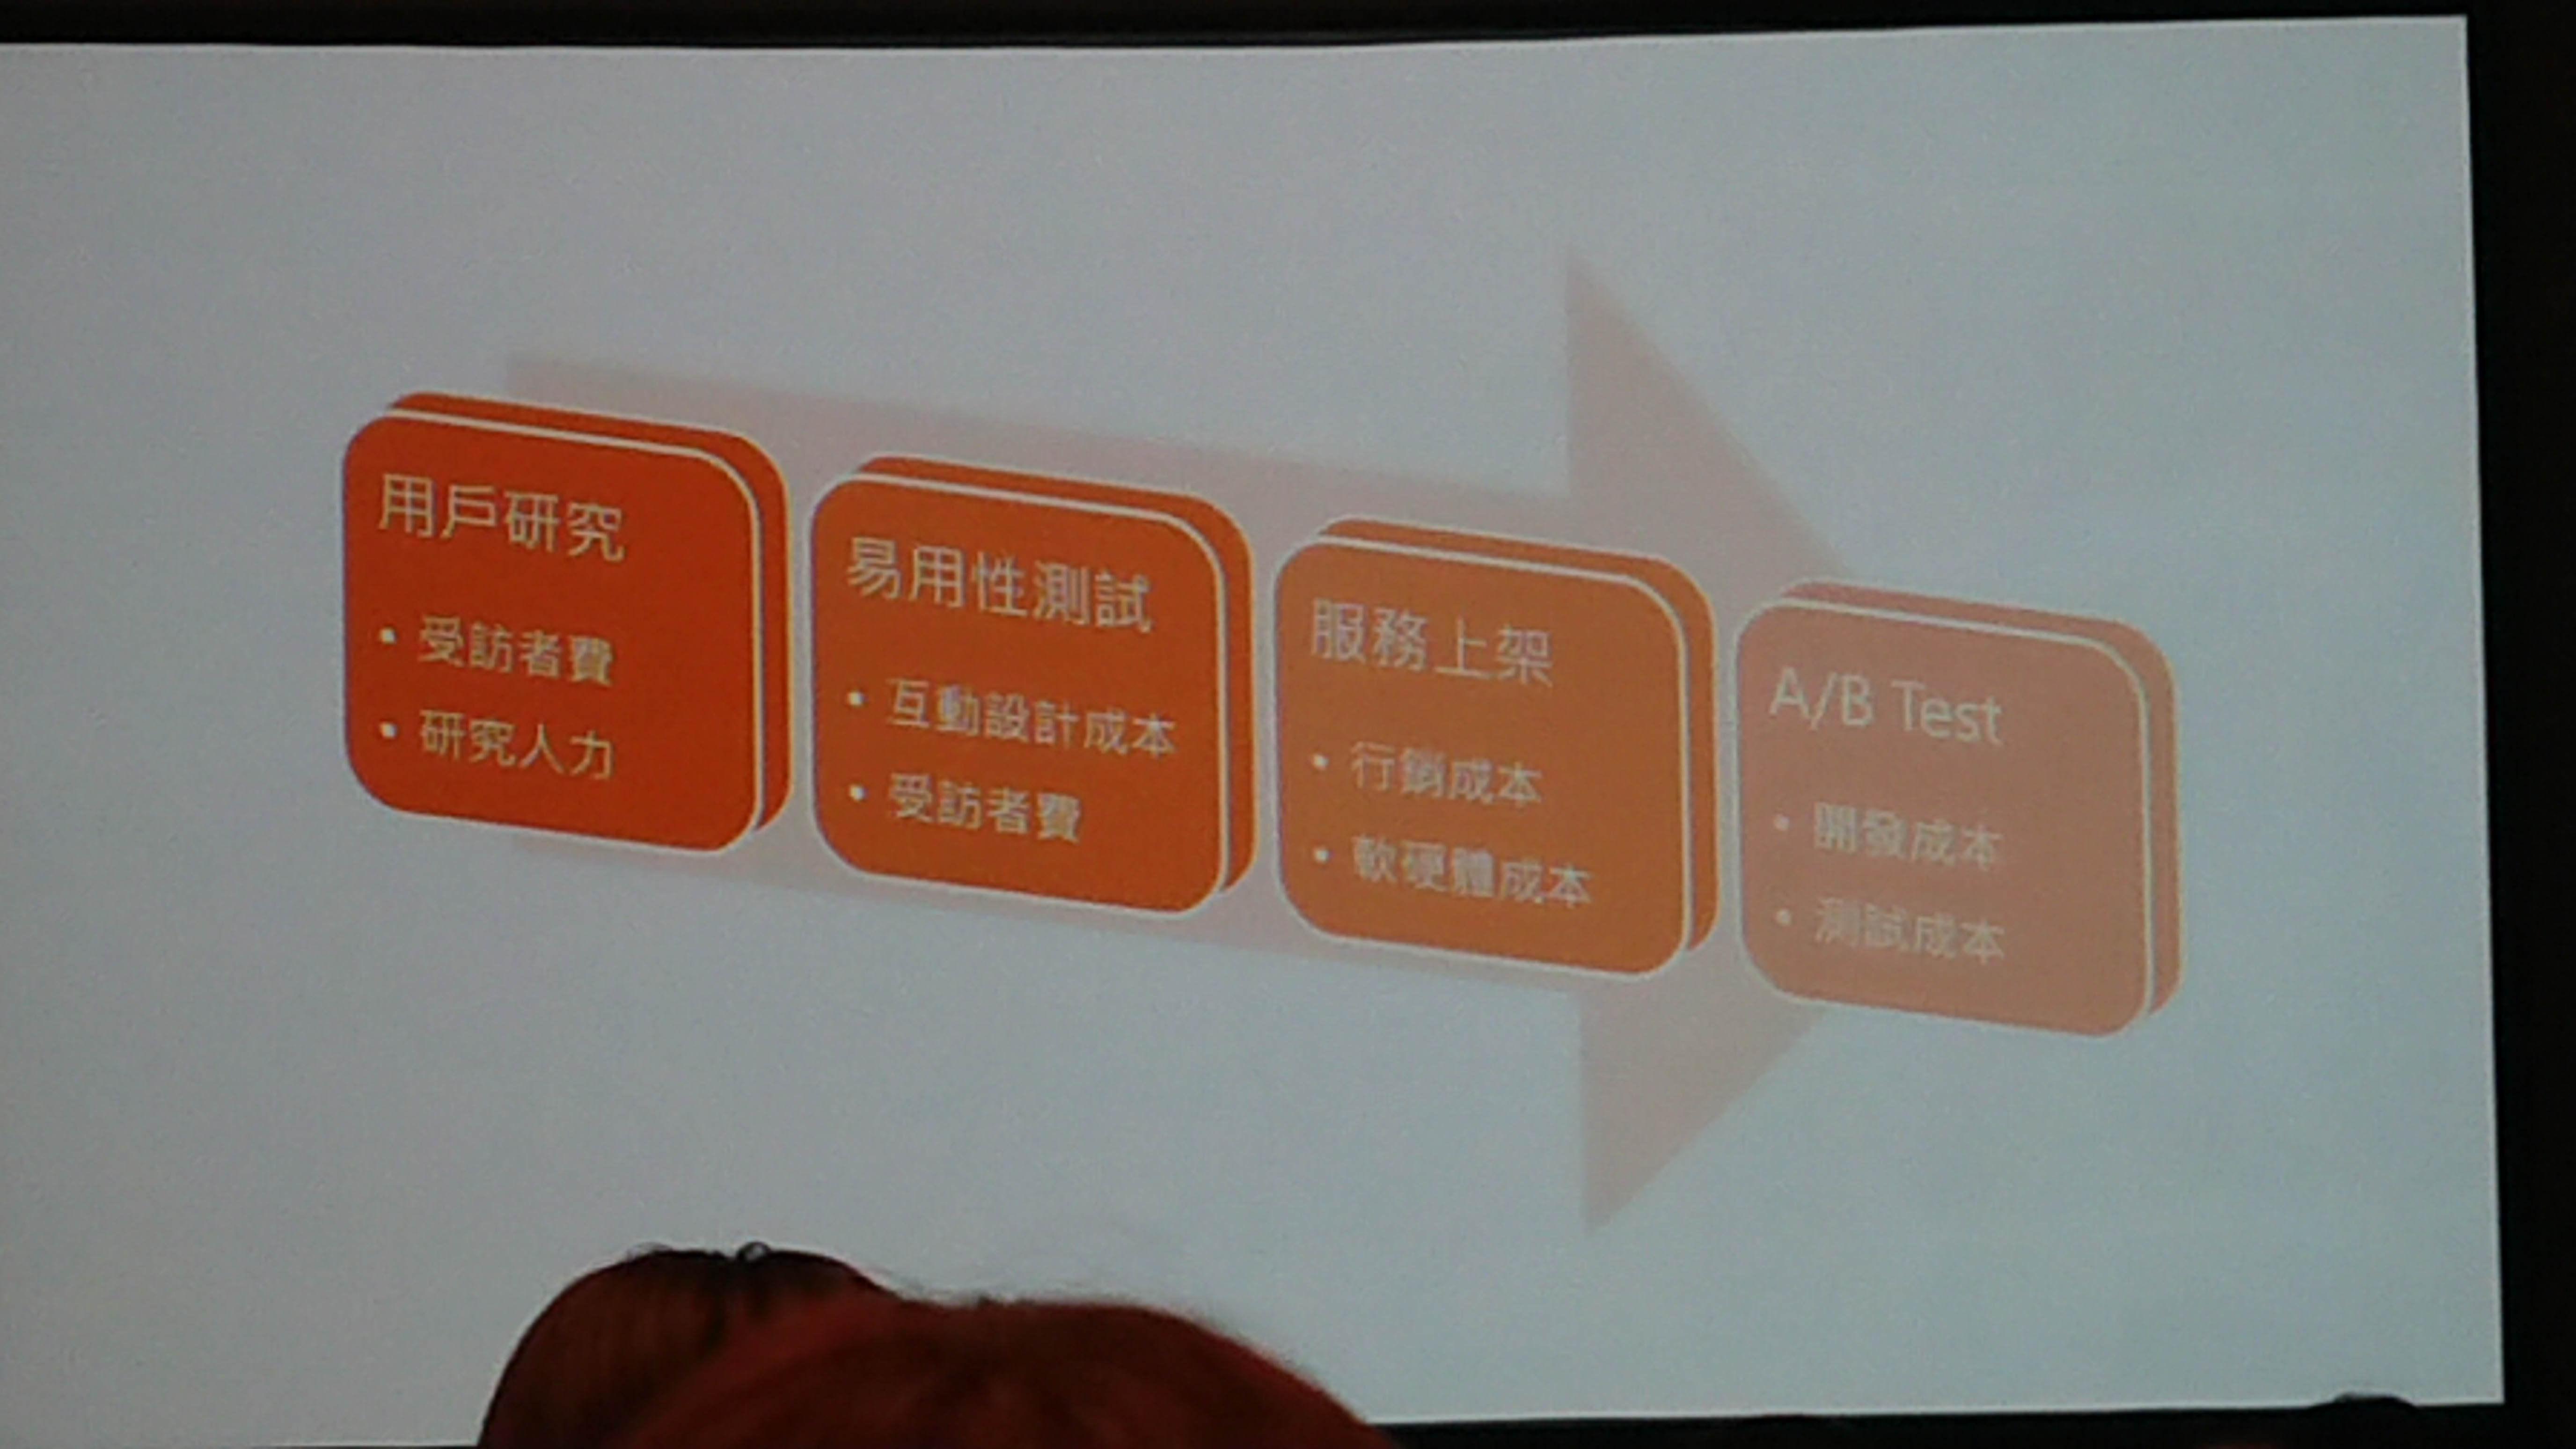 用戶研究
• 受訪者費
• 研究人力
易用性測試
• 互動設計成本
• 受訪者費
服務上架
• 行銷成本
• 軟硬體成本
A/B Test
• 開發成本
• 測試成本